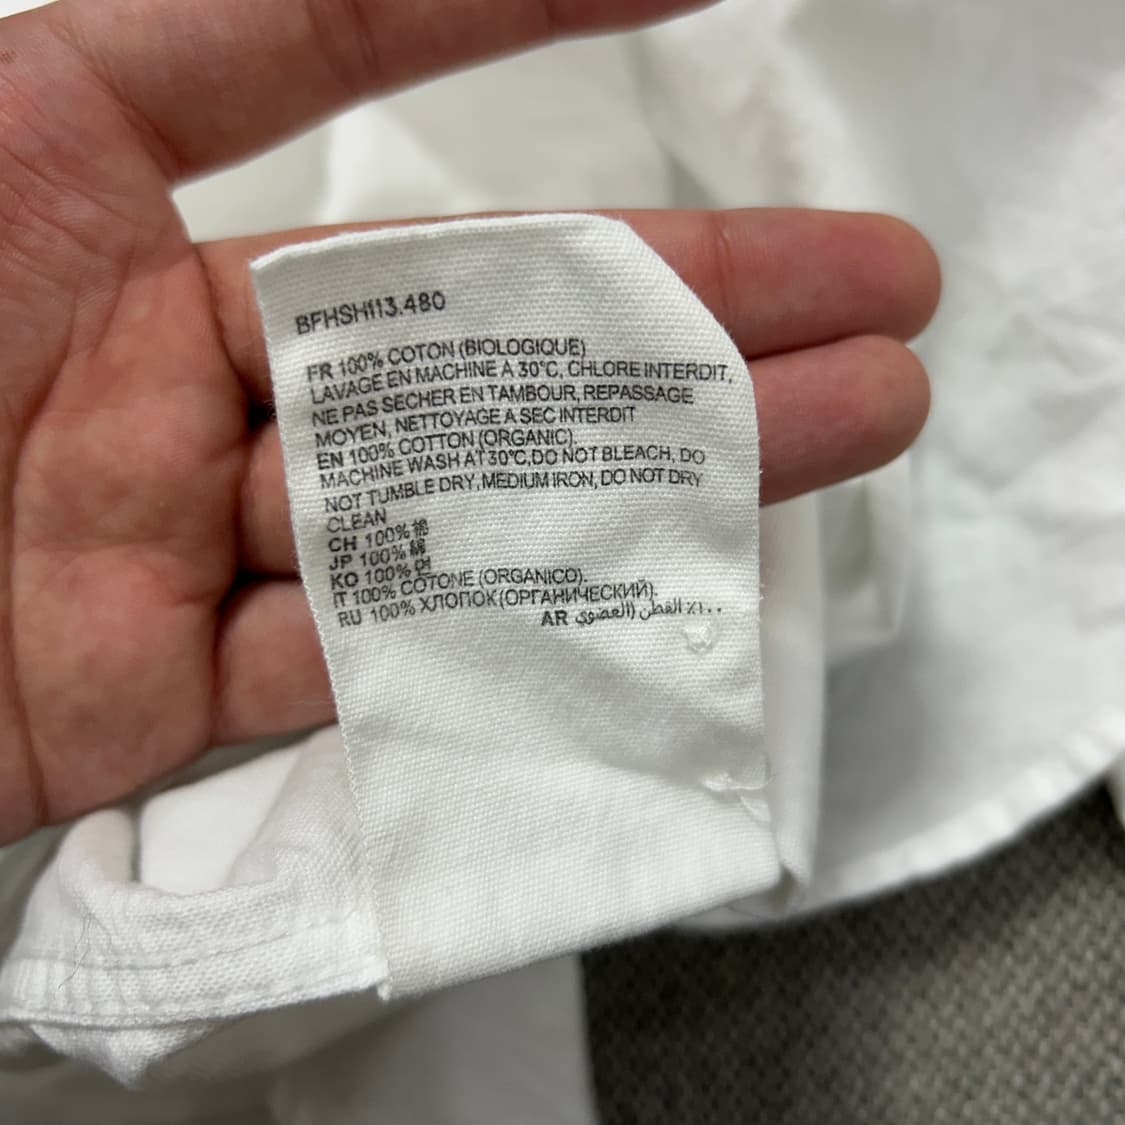 BFHSH113.480
FR 100% COTON (BIOLOGIQUE)
LAVAGE EN MACHINE A 30°C, CHLORE INTERDIT,
NE PAS SECHER EN TAMBOUR, REPASSAGE
MOYEN, NETTOYAGE A SEC INTERDIT
EN 100% COTTON (ORGANIC).
MACHINE WASH AT 30°C, DO NOT BLEACH, DO
NOT TUMBLE DRY, MEDIUM IRON, DO NOT DRY
CLEAN
CH 100% 棉
JP 100% 綿
KO 100% 면
IT 100% COTONE (ORGANICO).
RU 100% ХЛОПОК (ОРГАНИЧЕСКИЙ).
AR ١٠٠٪ القطن (العضوي